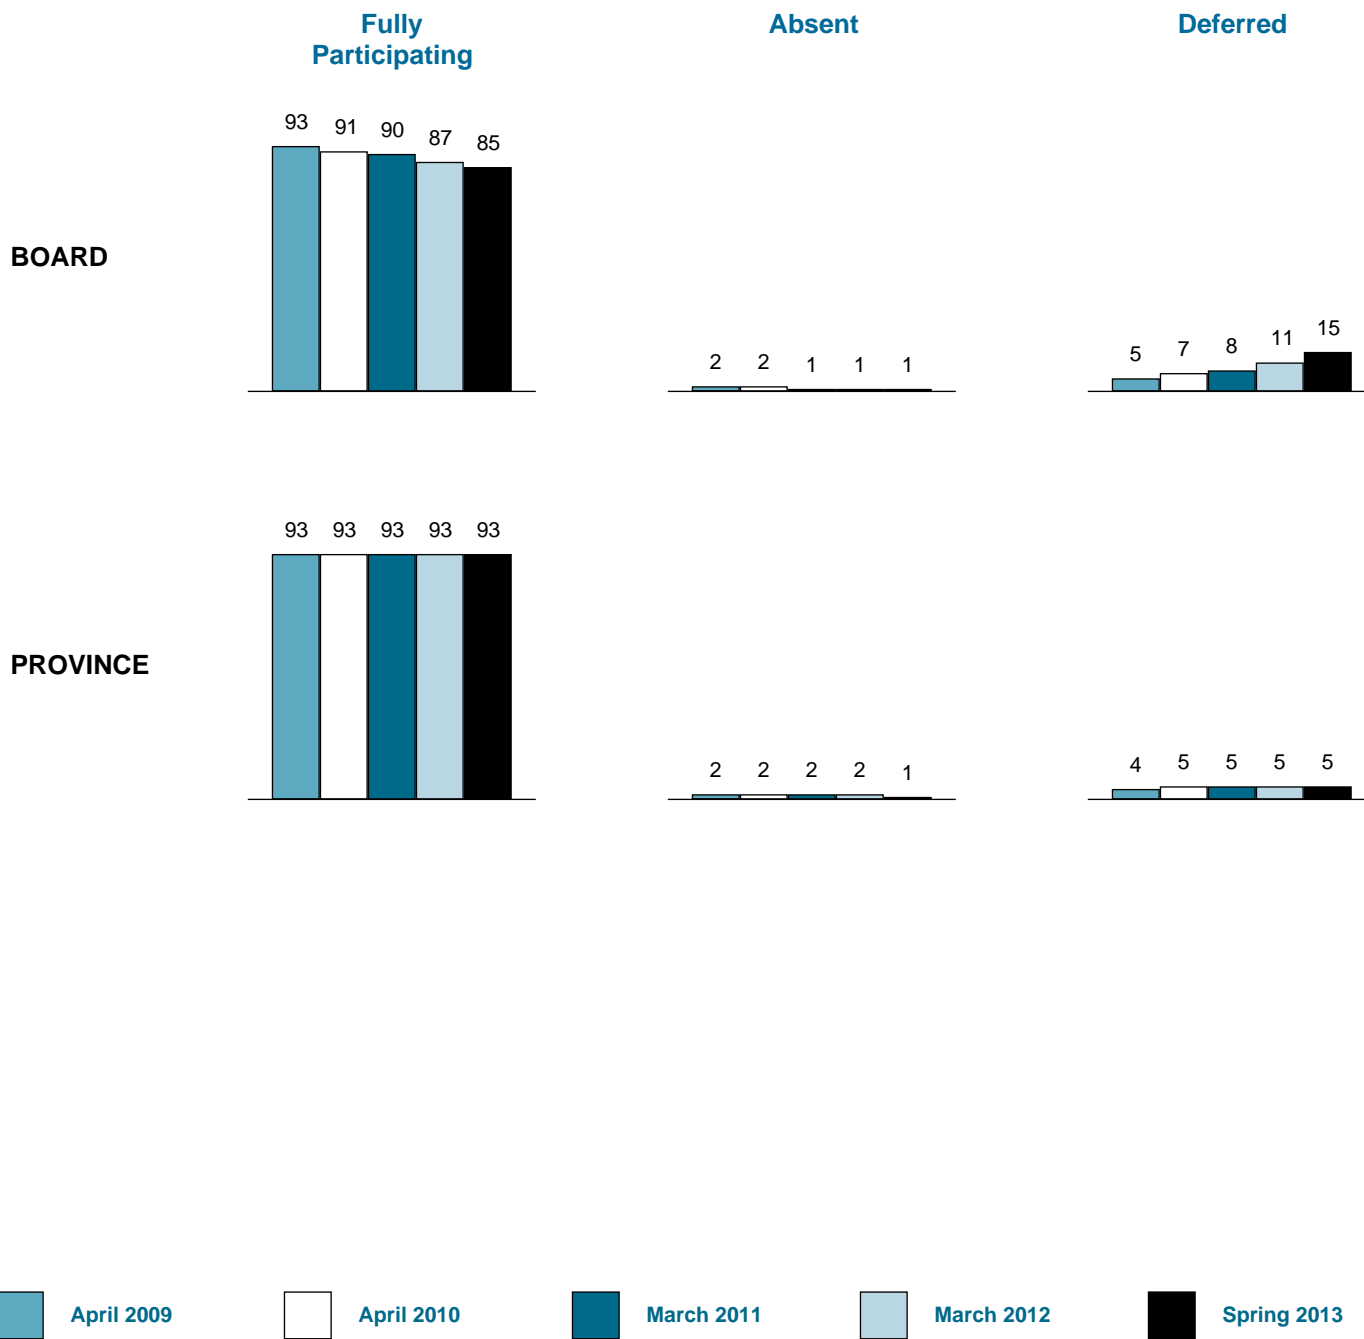 Fully Participating
Absent
Deferred
BOARD
93 91 90 87 85
2 2 1 1 1
5 7 8 11 15
PROVINCE
93 93 93 93 93
2 2 2 2 1
4 5 5 5 5
April 2009
April 2010
March 2011
March 2012
Spring 2013